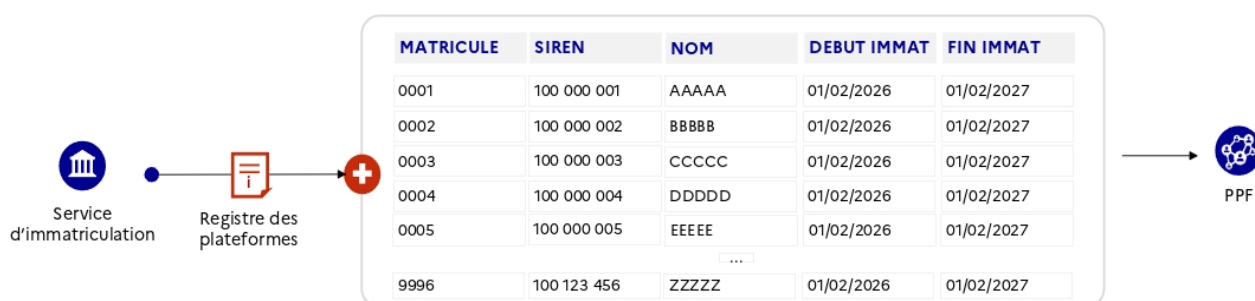 MATRICULE SIREN NOM DEBUT IMMAT FIN IMMAT
0001 100 000 001 AAAAA 01/02/2026 01/02/2027
0002 100 000 002 BBBBB 01/02/2026 01/02/2027
0003 100 000 003 CCCCC 01/02/2026 01/02/2027
0004 100 000 004 DDDDD 01/02/2026 01/02/2027
0005 100 000 005 EEEEE 01/02/2026 01/02/2027
...
9996 100 123 456 ZZZZZ 01/02/2026 01/02/2027
Service
d'immatriculation
Registre des
plateformes
PPF